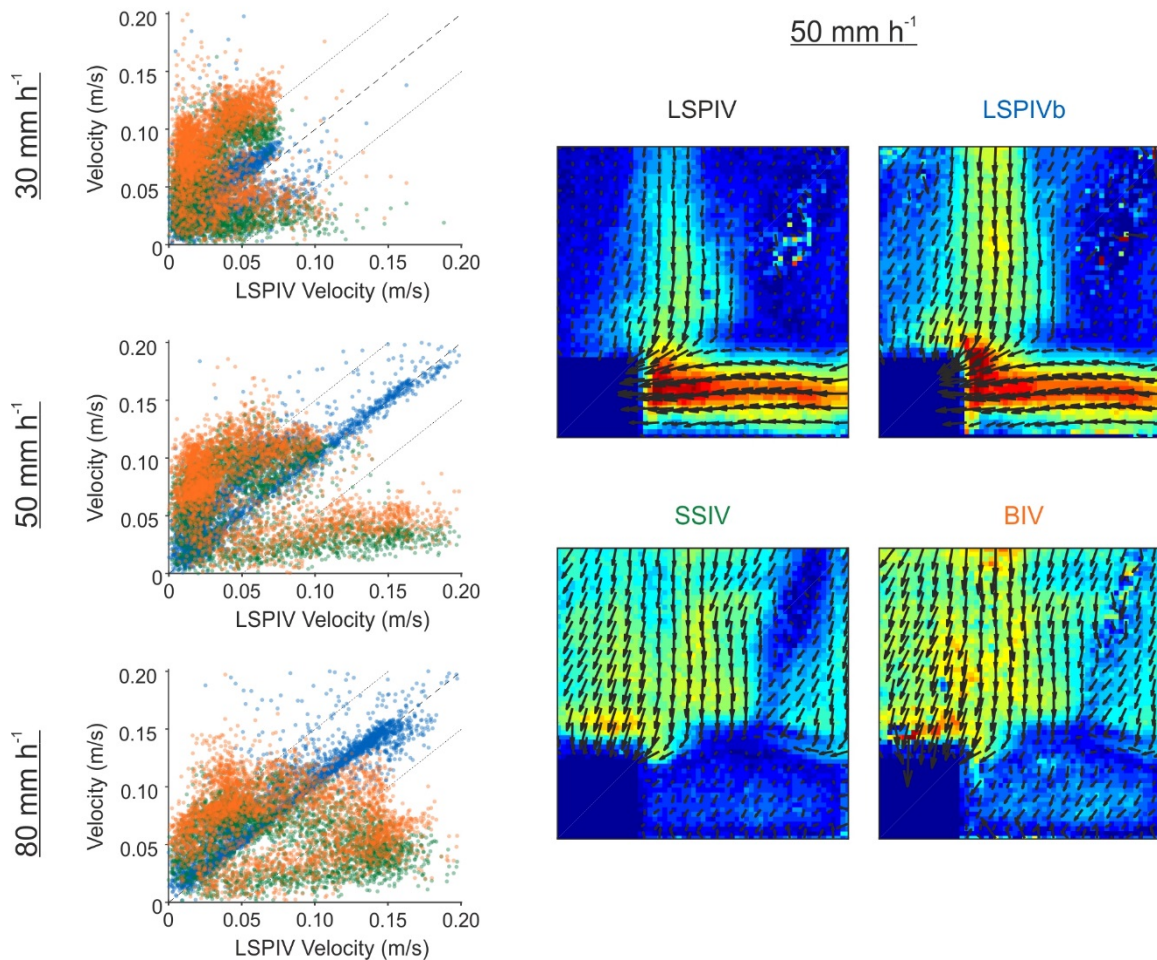 50 mm h-1
30 mm h-1
Velocity (m/s)
0.20
0.15
0.10
0.05
0
0 0.05 0.10 0.15 0.20
LSPIV Velocity (m/s)
50 mm h-1
Velocity (m/s)
0.20
0.15
0.10
0.05
0
0 0.05 0.10 0.15 0.20
LSPIV Velocity (m/s)
80 mm h-1
Velocity (m/s)
0.20
0.15
0.10
0.05
0
0 0.05 0.10 0.15 0.20
LSPIV Velocity (m/s)
LSPIV
LSPIVb
SSIV
BIV